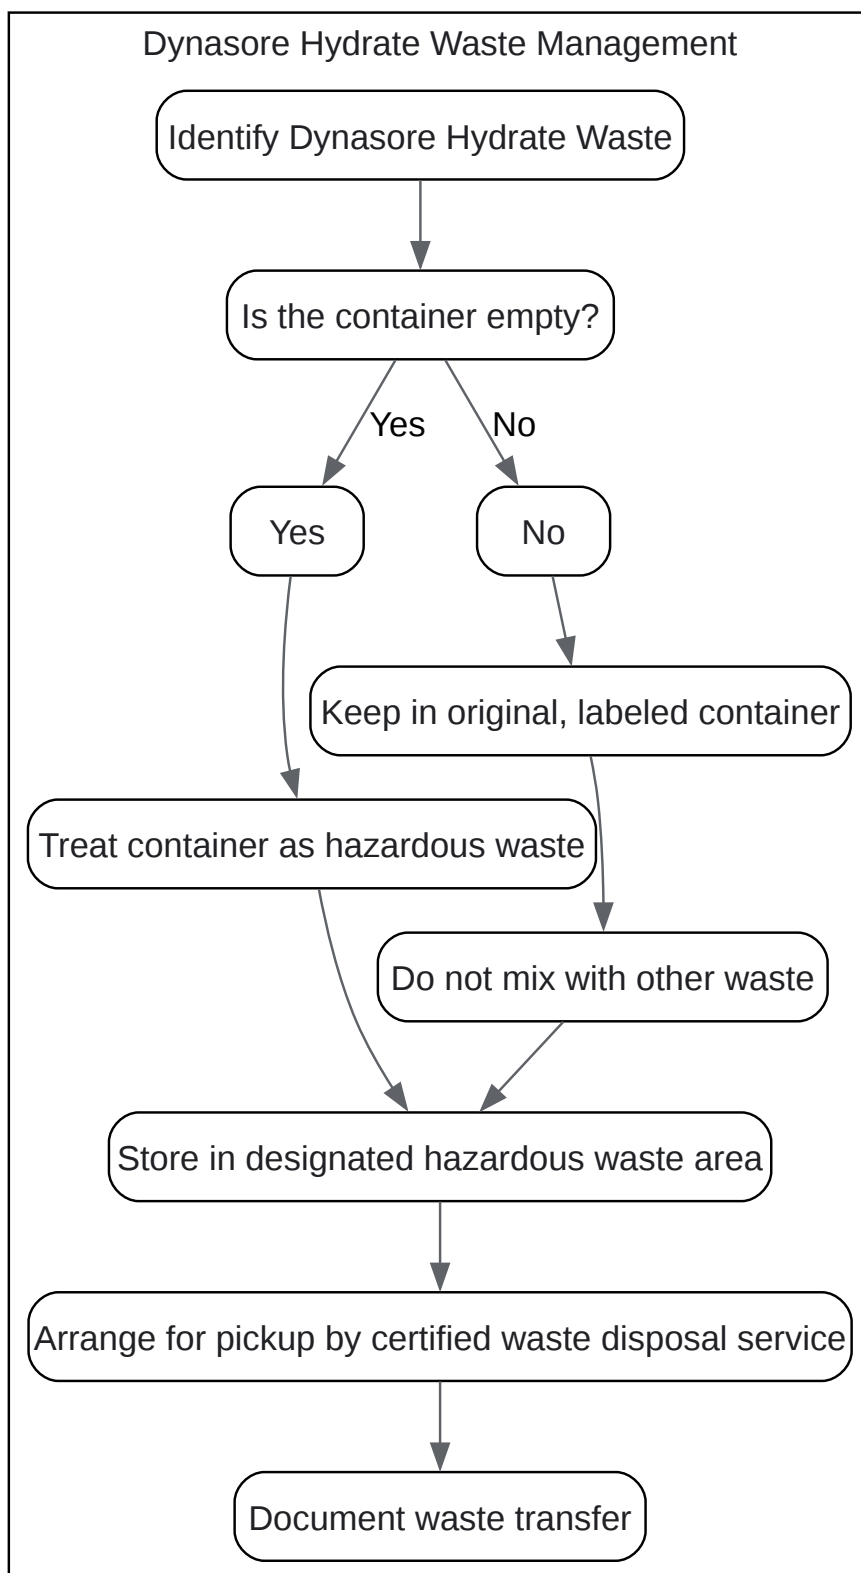 Dynasore Hydrate Waste Management
Identify Dynasore Hydrate Waste
Is the container empty?
Yes
No
Yes
No
Keep in original, labeled container
Treat container as hazardous waste
Do not mix with other waste
Store in designated hazardous waste area
Arrange for pickup by certified waste disposal service
Document waste transfer